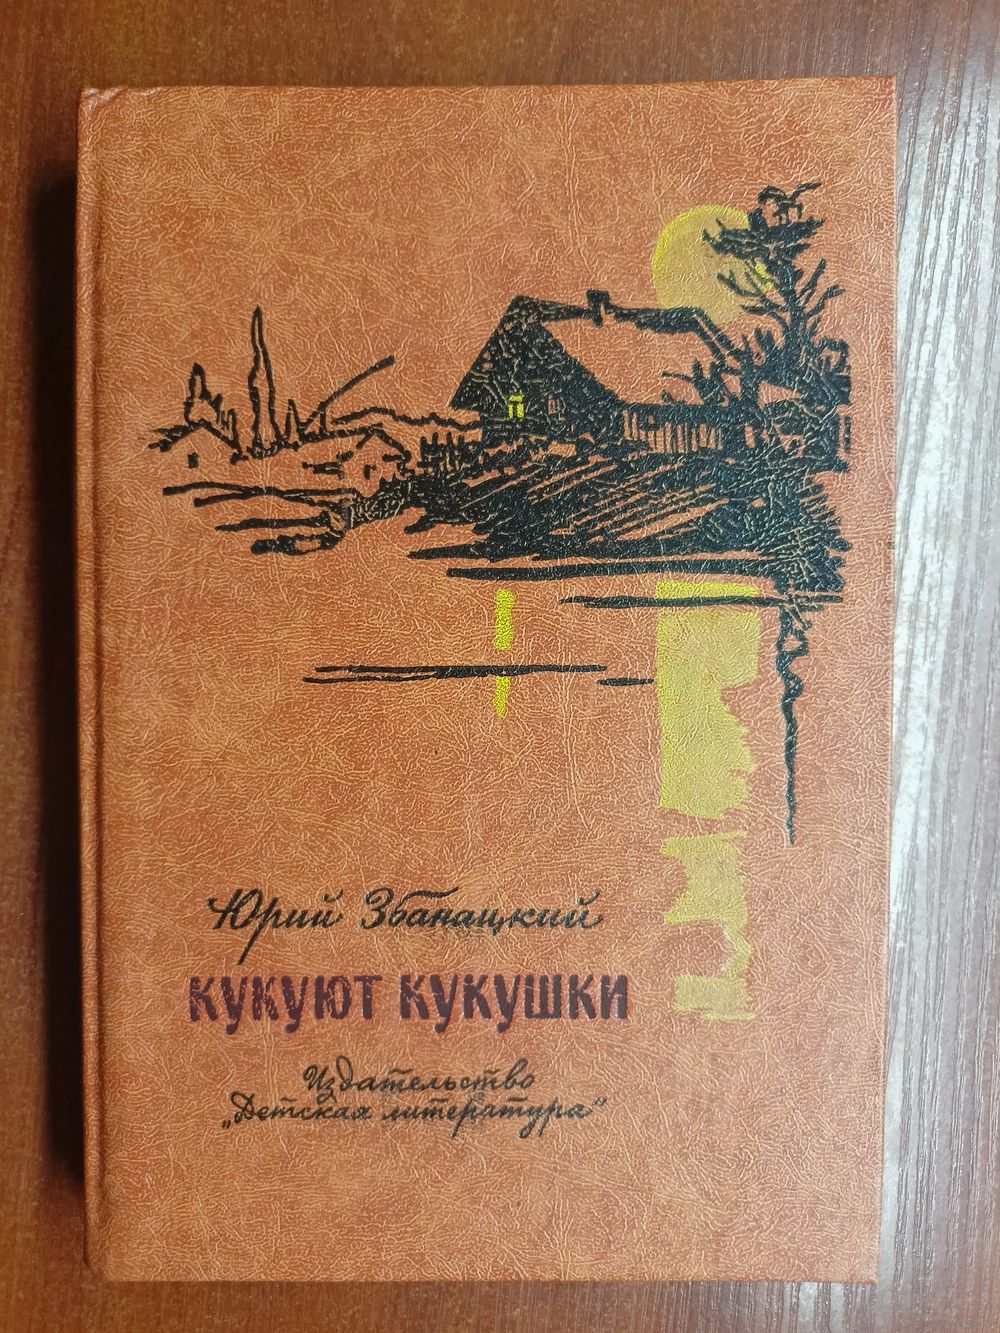 Юрий Збанацкий
КУКУЮТ КУКУШКИ
Издательство
„Детская литература"